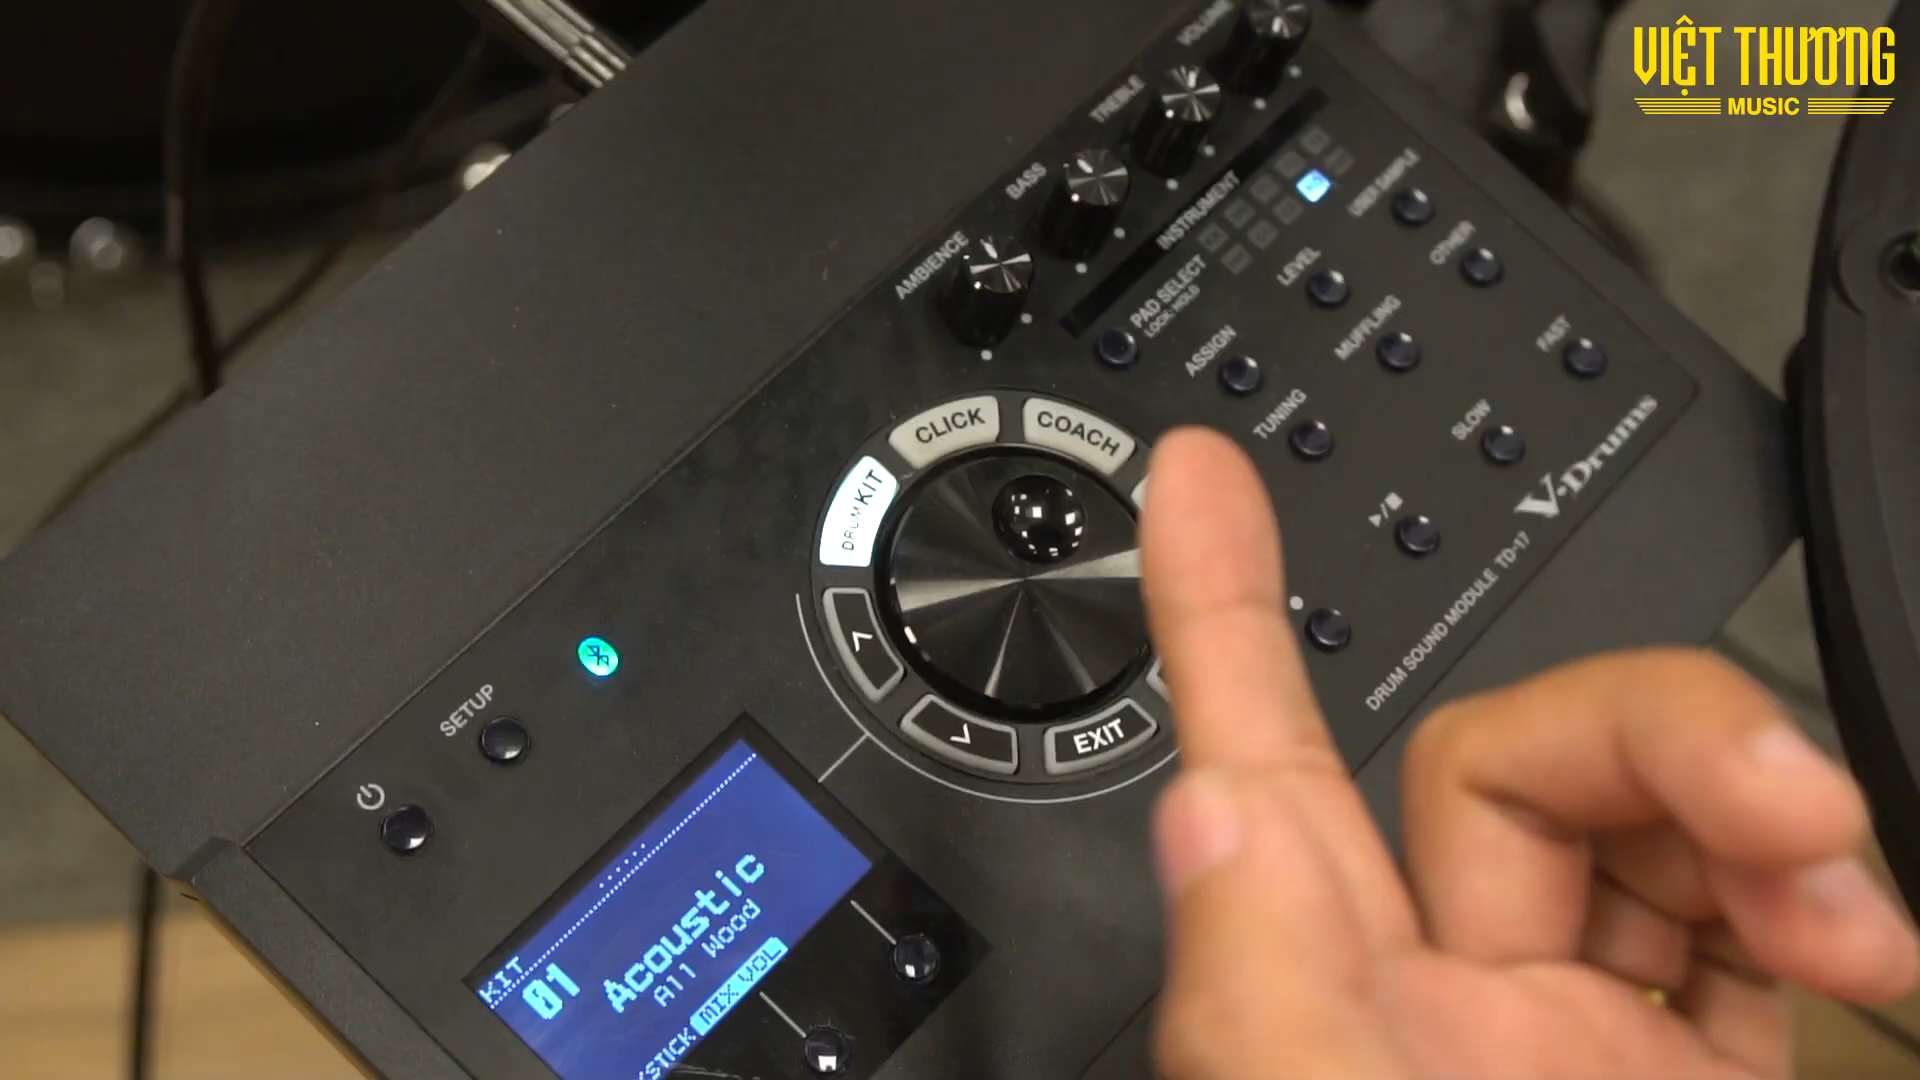 VIỆT THƯƠNG
MUSIC
VOLUME
TREBLE
BASS
AMBIENCE
INSTRUMENT
USER SAMPLE
OTHER
LEVEL
PAD SELECT
LOCK: HOLD
MUFFLING
ASSIGN
TUNING
FAST
SLOW
CLICK
COACH
DRUM KIT
V-Drums
DRUM SOUND MODULE TD-17
EXIT
SETUP
KIT
01 Acoustic
All Wood
MIX VOL